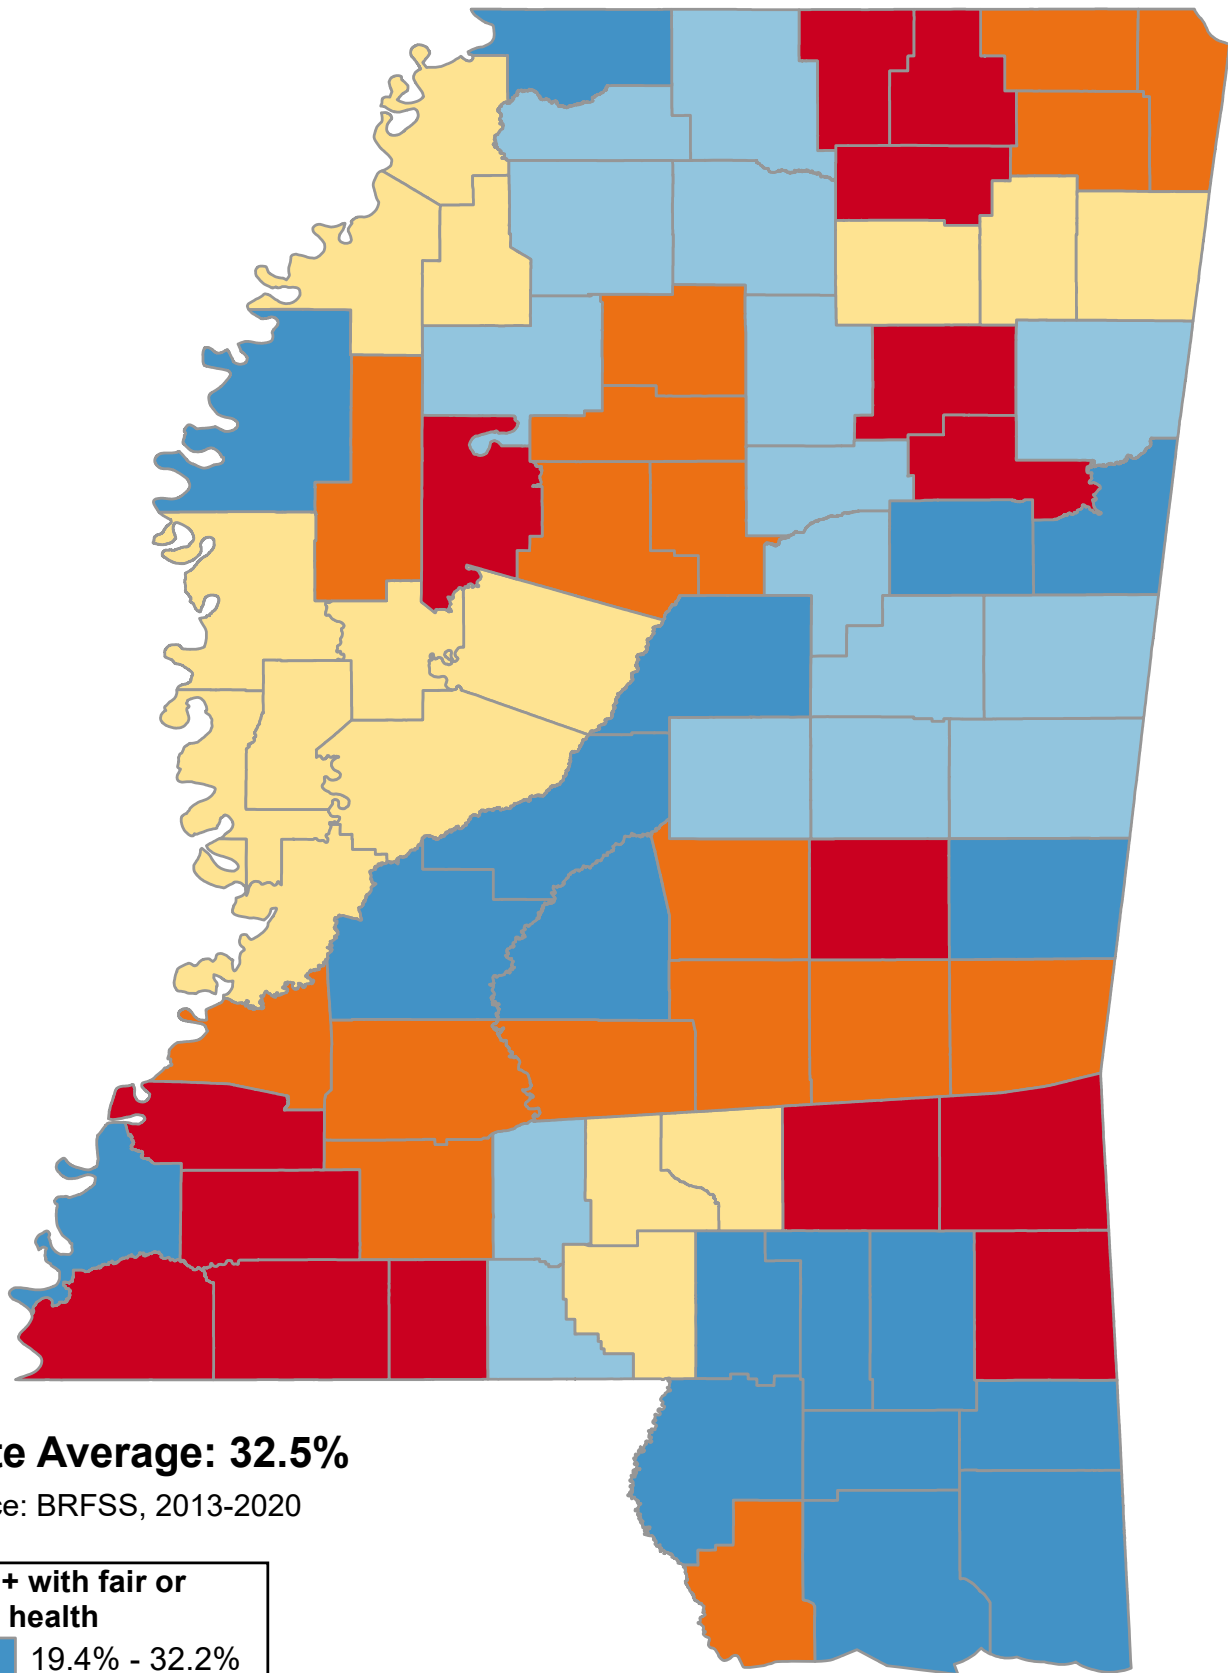 te Average: 32.5%
ce: BRFSS, 2013-2020
+ with fair or
health
19.4% - 32.2%